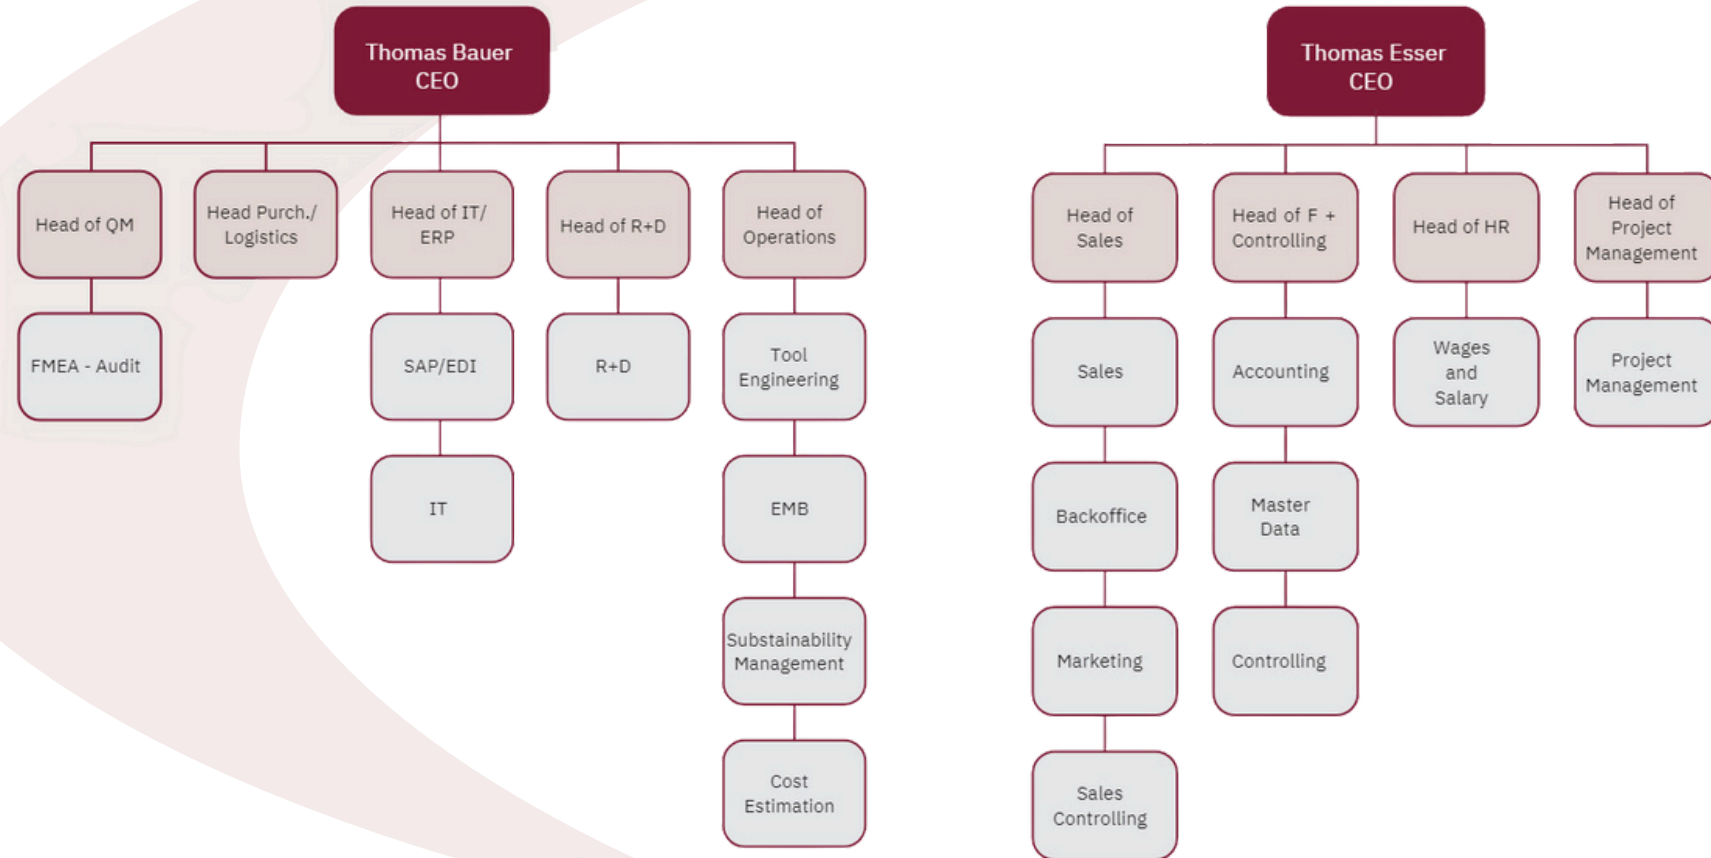 Thomas Bauer
CEO
Thomas Esser
CEO
Head of QM
Head Purch./
Logistics
Head of IT/
ERP
Head of R+D
Head of
Operations
Head of
Sales
Head of F +
Controlling
Head of HR
Head of
Project
Management
FMEA - Audit
SAP/EDI
R+D
Tool
Engineering
Sales
Accounting
Wages
and
Salary
Project
Management
IT
EMB
Backoffice
Master
Data
Substainability
Management
Marketing
Controlling
Cost
Estimation
Sales
Controlling